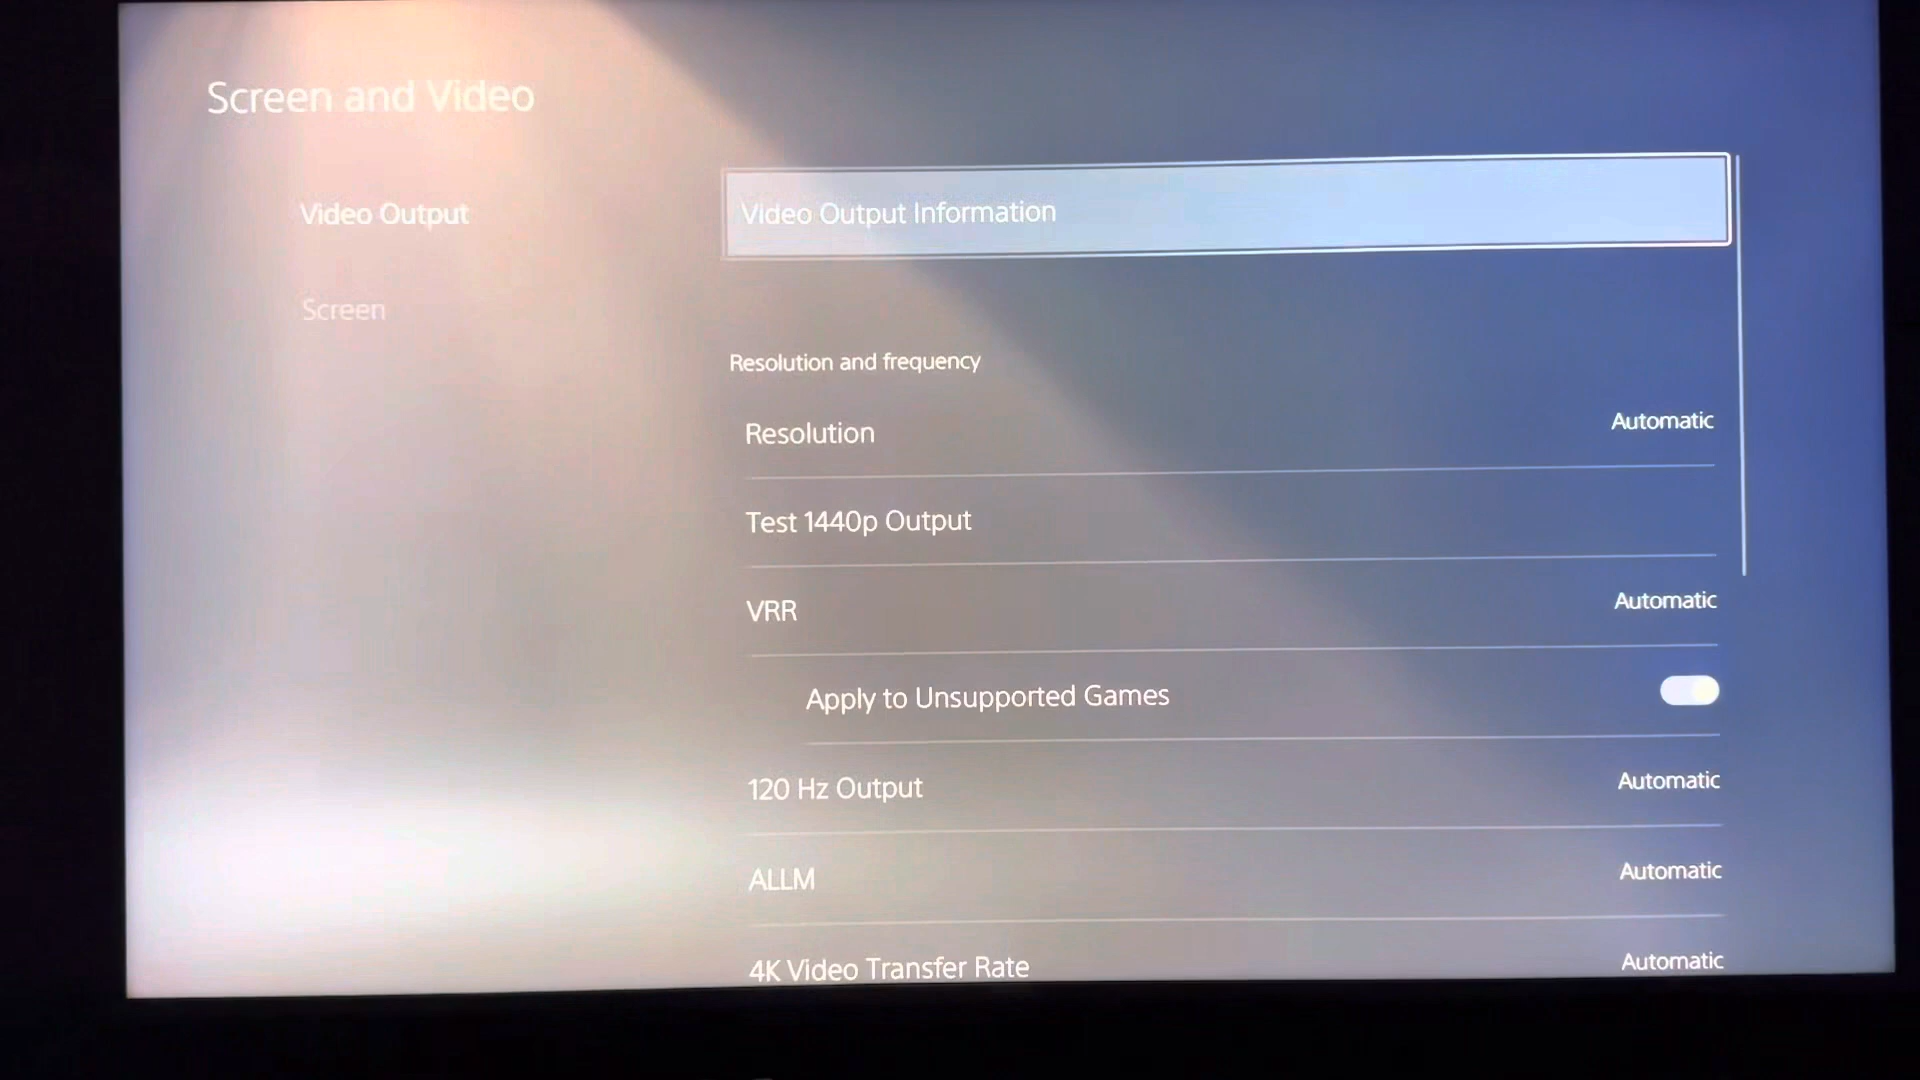 Screen and Video
Video Output
Screen
Video Output Information
Resolution and frequency
Resolution Automatic
Test 1440p Output
VRR Automatic
Apply to Unsupported Games
120 Hz Output Automatic
ALLM Automatic
4K Video Transfer Rate Automatic